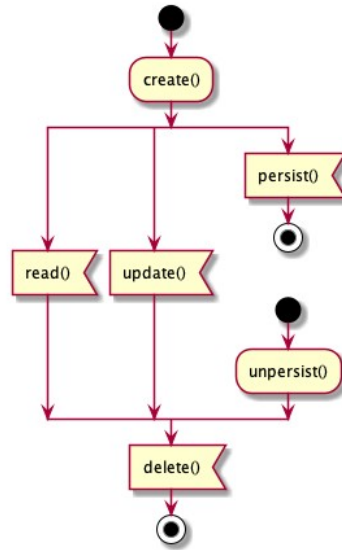 create()
persist()
read()
update()
unpersist()
delete()